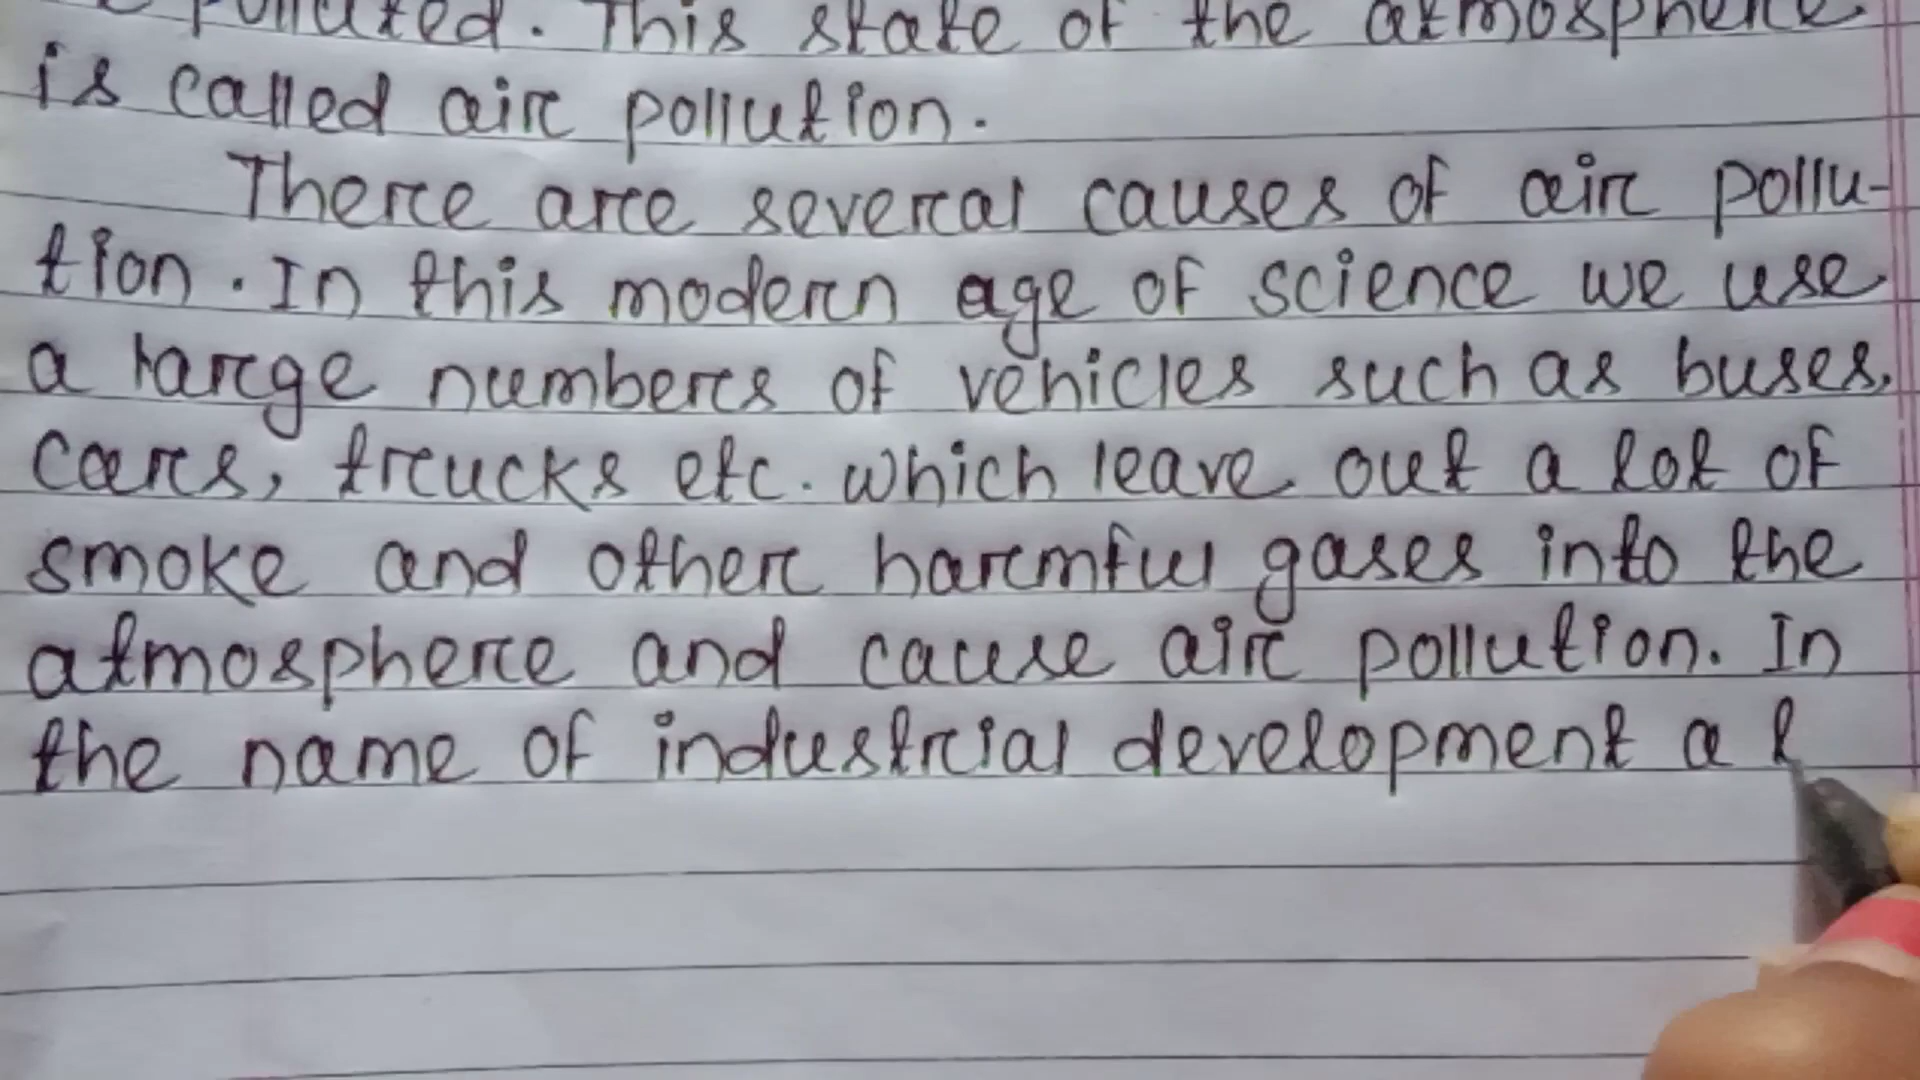 polluted. This state of the atmosphere
is called air pollution.
There are several causes of air pollu-
tion. In this modern age of science we use
a large numbers of vehicles such as buses,
cars, trucks etc. which leave out a lot of
smoke and other harmful gases into the
atmosphere and cause air pollution. In
the name of industrial development a l